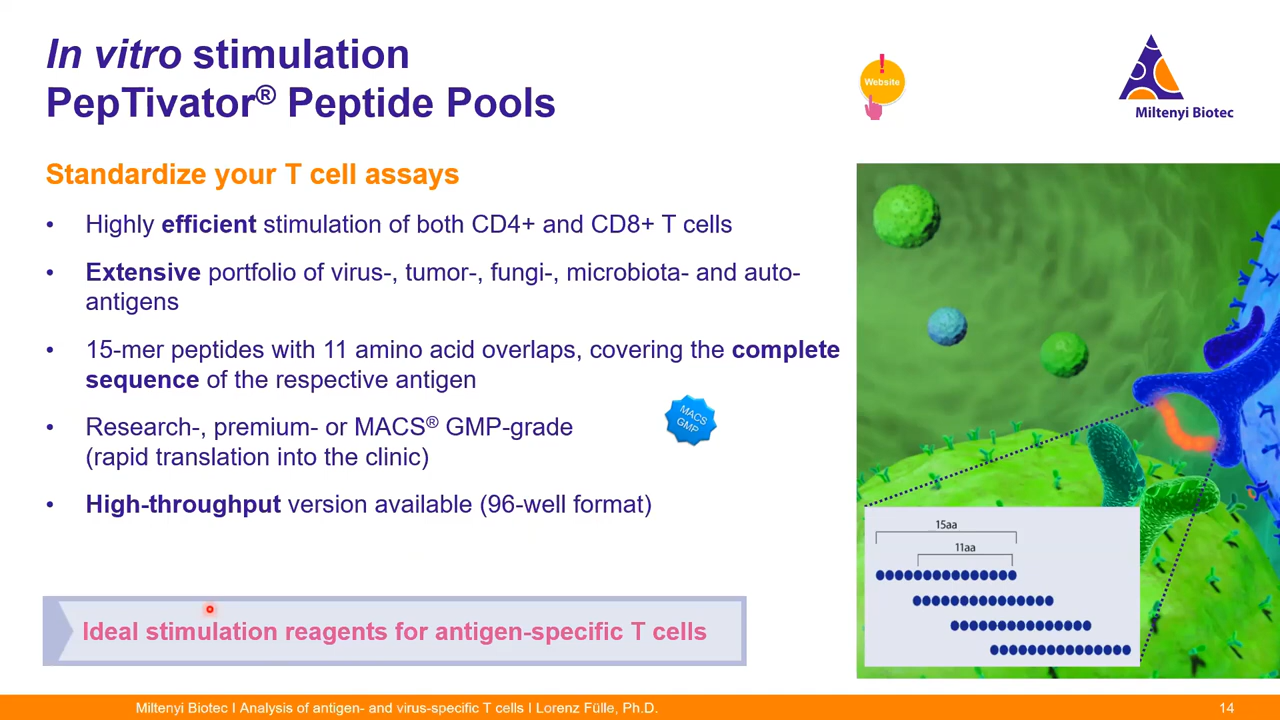 In vitro stimulation
PepTivator® Peptide Pools
Website
Miltenyi Biotec
Standardize your T cell assays
• Highly efficient stimulation of both CD4+ and CD8+ T cells
• Extensive portfolio of virus-, tumor-, fungi-, microbiota- and auto-
antigens
• 15-mer peptides with 11 amino acid overlaps, covering the complete
sequence of the respective antigen
• Research-, premium- or MACS® GMP-grade
(rapid translation into the clinic)
MACS
GMP
• High-throughput version available (96-well format)
15aa
11aa
Ideal stimulation reagents for antigen-specific T cells
Miltenyi Biotec I Analysis of antigen- and virus-specific T cells I Lorenz Fülle, Ph.D.
14